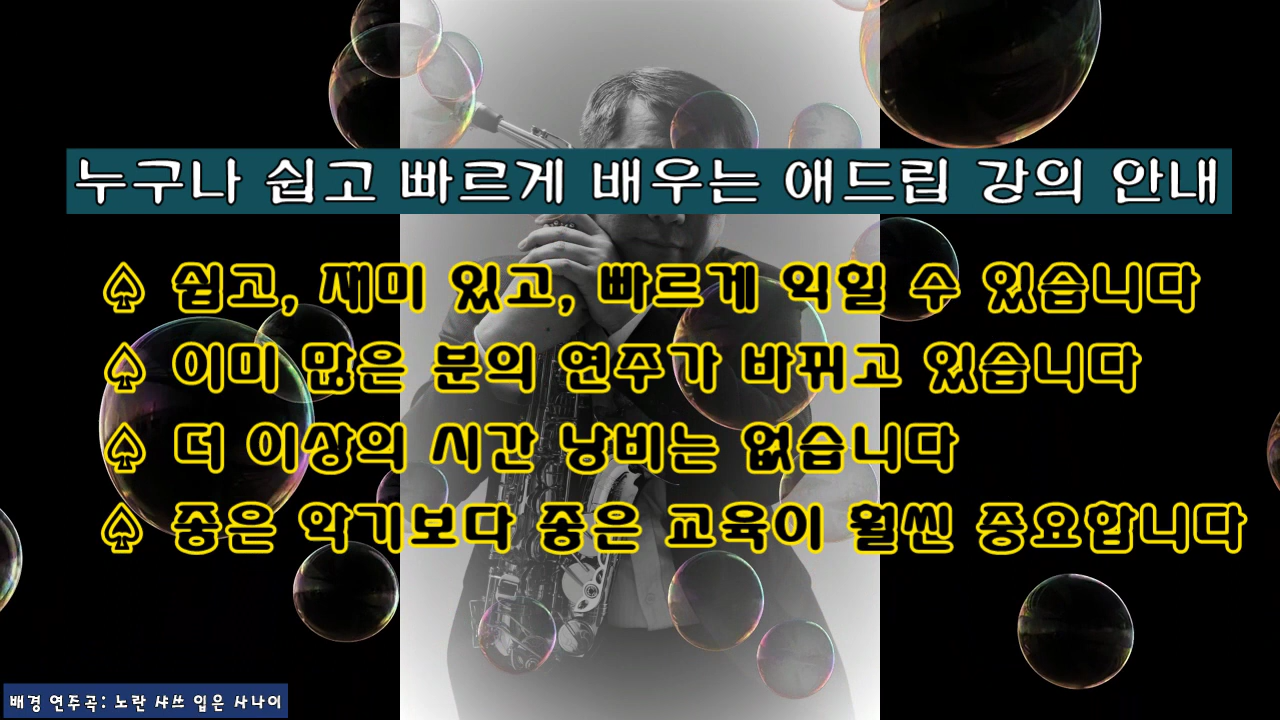 누구나 쉽고 빠르게 배우는 애드립 강의 안내
♤ 쉽고, 재미 있고, 빠르게 익힐 수 있습니다
♤ 이미 많은 분의 연주가 바뀌고 있습니다
♤ 더 이상의 시간 낭비는 없습니다
♤ 좋은 악기보다 좋은 교육이 훨씬 중요합니다
배경 연주곡: 노란 샤쓰 입은 사나이